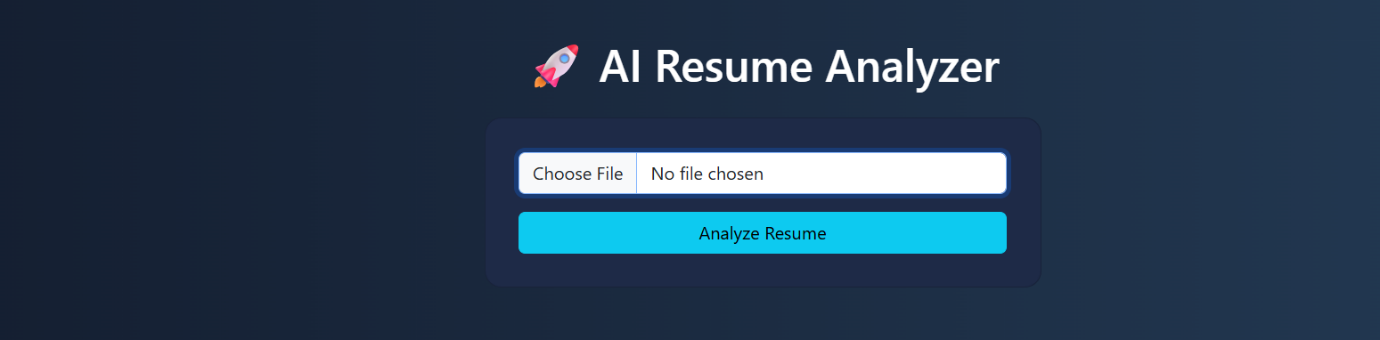 🚀 AI Resume Analyzer
Choose File No file chosen
Analyze Resume